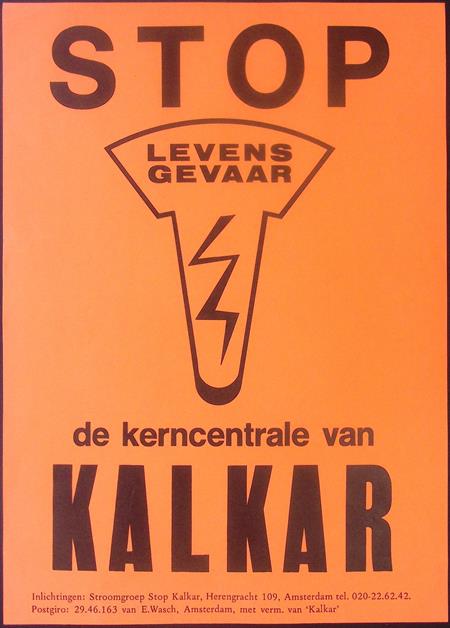 STOP
LEVENS
GEVAAR
de kerncentrale van
KALKAR
Inlichtingen: Stroomgroep Stop Kalkar, Herengracht 109, Amsterdam tel. 020-22.62.42.
Postgiro: 29.46.163 van E.Wasch, Amsterdam, met verm. van 'Kalkar'